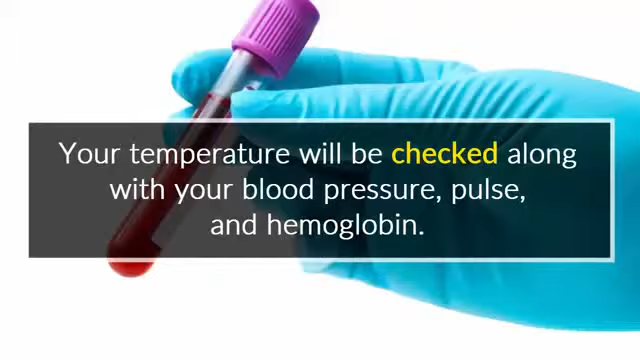 Your temperature will be checked along
with your blood pressure, pulse,
and hemoglobin.